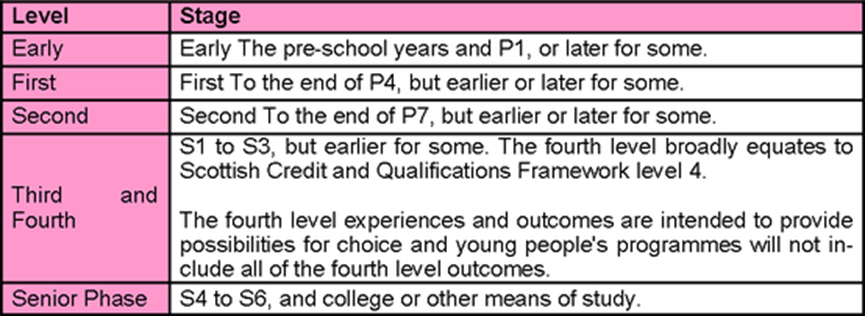 Level Stage
Early Early The pre-school years and P1, or later for some.
First First To the end of P4, but earlier or later for some.
Second Second To the end of P7, but earlier or later for some.
Third and
Fourth
S1 to S3, but earlier for some. The fourth level broadly equates to
Scottish Credit and Qualifications Framework level 4.
The fourth level experiences and outcomes are intended to provide
possibilities for choice and young people's programmes will not in-
clude all of the fourth level outcomes.
Senior Phase S4 to S6, and college or other means of study.